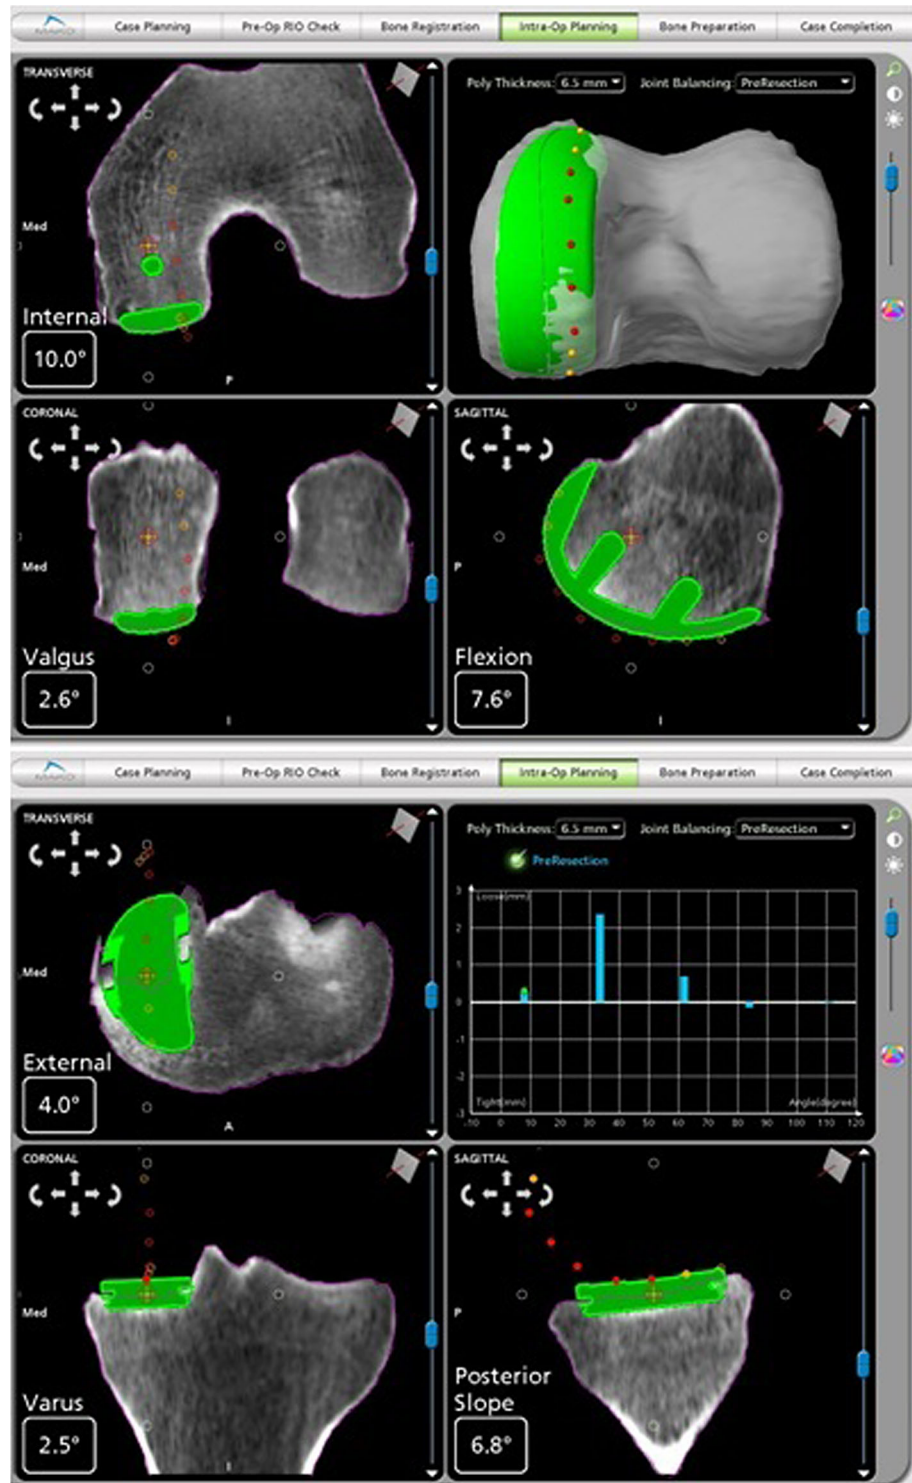 MAKO Case Planning Pre-Op RIO Check Bone Registration Intra-Op Planning Bone Preparation Case Completion
TRANSVERSE
Med
Internal
10.0°
P
Poly Thickness: 6.5 mm Joint Balancing: PreResection
CORONAL
Med
Valgus
2.6°
I
SAGITTAL
P
Flexion
7.6°
I
MAKO Case Planning Pre-Op RIO Check Bone Registration Intra-Op Planning Bone Preparation Case Completion
TRANSVERSE
Med
External
4.0°
A
Poly Thickness: 6.5 mm Joint Balancing: PreResection
PreResection
3
Loose(mm)
2
1
0
-1
-2
Tight(mm) Angle(degree)
-3
-10 0 10 20 30 40 50 60 70 80 90 100 110 120
CORONAL
Med
Varus
2.5°
I
SAGITTAL
P
Posterior
Slope
6.8°